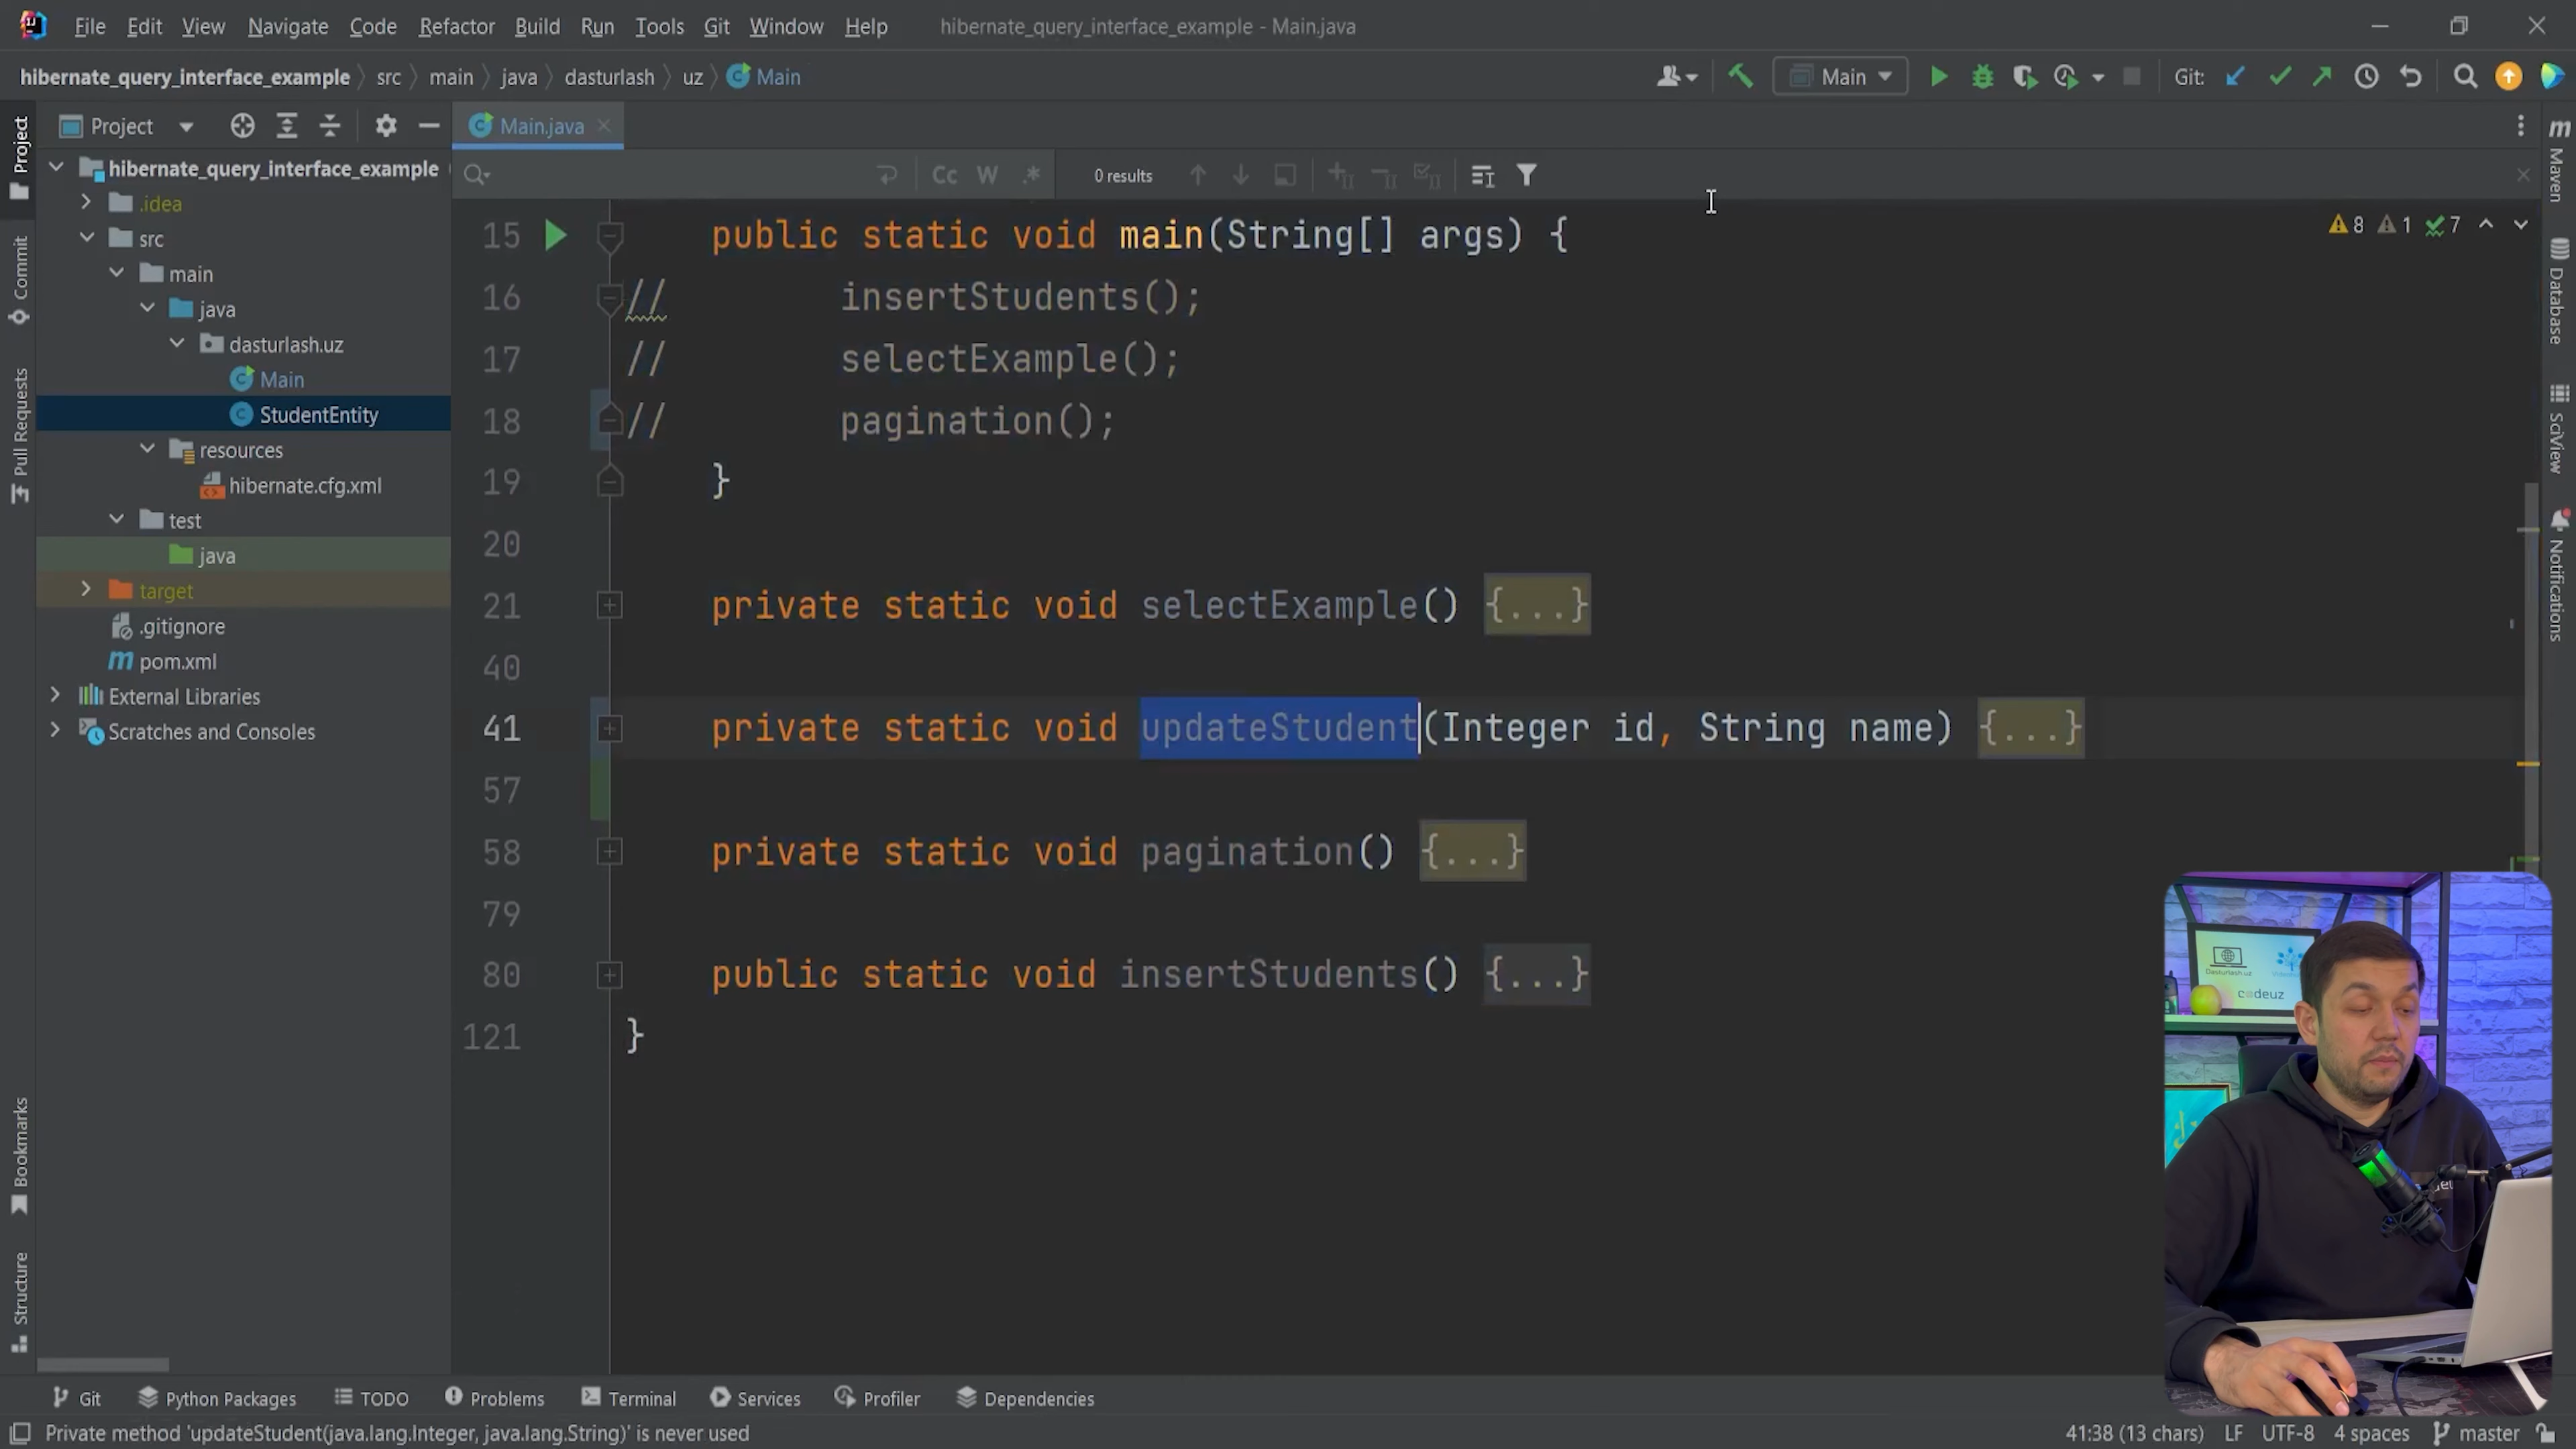 File Edit View Navigate Code Refactor Build Run Tools Git Window Help hibernate_query_interface_example - Main.java
hibernate_query_interface_example src main java dasturlash uz Main Main Git:
Project Main.java
hibernate_query_interface_example
.idea
src
main
java
dasturlash.uz
Main
StudentEntity
resources
hibernate.cfg.xml
test
java
target
.gitignore
pom.xml
External Libraries
Scratches and Consoles
Cc W .* 0 results
8 1 7
15 public static void main(String[] args) {
16 // insertStudents();
17 // selectExample();
18 // pagination();
19 }
20
21 private static void selectExample() {...}
40
41 private static void updateStudent(Integer id, String name) {...}
57
58 private static void pagination() {...}
79
80 public static void insertStudents() {...}
121 }
Project
Commit
Pull Requests
Bookmarks
Structure
Maven
Database
SciView
Notifications
Dasturlash.uz
codeuz
Git Python Packages TODO Problems Terminal Services Profiler Dependencies
Private method 'updateStudent(java.lang.Integer, java.lang.String)' is never used 41:38 (13 chars) LF UTF-8 4 spaces master